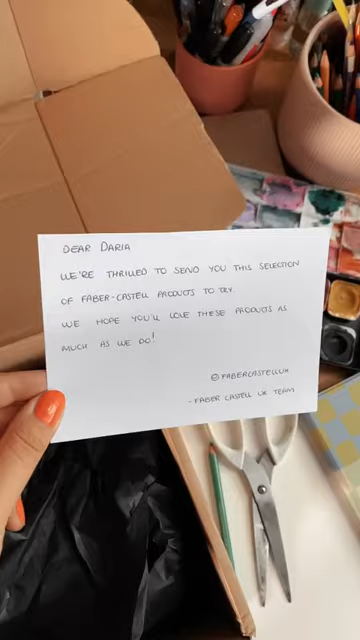 DEAR DARIA
WE'RE THRILLED TO SEND YOU THIS SELECTION
OF FABER-CASTELL PRODUCTS TO TRY.
WE HOPE YOU'LL LOVE THESE PRODUCTS AS
MUCH AS WE DO!
@FABERCASTELLUK
- FABER CASTELL UK TEAM